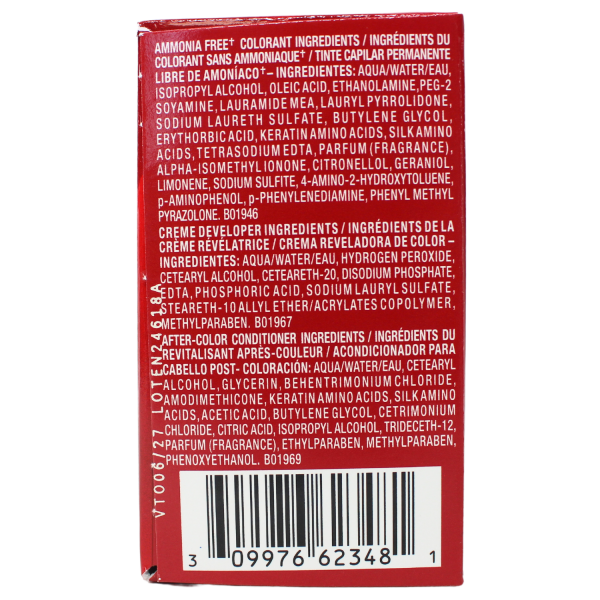 AMMONIA FREE† COLORANT INGREDIENTS / INGRÉDIENTS DU
COLORANT SANS AMMONIAQUE† / TINTE CAPILAR PERMANENTE
LIBRE DE AMONÍACO†– INGREDIENTES: AQUA/WATER/EAU,
ISOPROPYL ALCOHOL, OLEIC ACID, ETHANOLAMINE, PEG-2
SOYAMINE, LAURAMIDE MEA, LAURYL PYRROLIDONE,
SODIUM LAURETH SULFATE, BUTYLENE GLYCOL,
ERYTHORBIC ACID, KERATIN AMINO ACIDS, SILK AMINO
ACIDS, TETRASODIUM EDTA, PARFUM (FRAGRANCE),
ALPHA-ISOMETHYL IONONE, CITRONELLOL, GERANIOL,
LIMONENE, SODIUM SULFITE, 4-AMINO-2-HYDROXYTOLUENE,
p-AMINOPHENOL, p-PHENYLENEDIAMINE, PHENYL METHYL
PYRAZOLONE. B01946
CREME DEVELOPER INGREDIENTS / INGRÉDIENTS DE LA
CRÈME RÉVÉLATRICE / CREMA REVELADORA DE COLOR –
INGREDIENTES: AQUA/WATER/EAU, HYDROGEN PEROXIDE,
CETEARYL ALCOHOL, CETEARETH-20, DISODIUM PHOSPHATE,
EDTA, PHOSPHORIC ACID, SODIUM LAURYL SULFATE,
STEARETH-10 ALLYL ETHER/ACRYLATES COPOLYMER,
METHYLPARABEN. B01967
AFTER-COLOR CONDITIONER INGREDIENTS / INGRÉDIENTS DU
REVITALISANT APRÈS-COULEUR / ACONDICIONADOR PARA
CABELLO POST- COLORACIÓN: AQUA/WATER/EAU, CETEARYL
ALCOHOL, GLYCERIN, BEHENTRIMONIUM CHLORIDE,
AMODIMETHICONE, KERATIN AMINO ACIDS, SILK AMINO
ACIDS, ACETIC ACID, BUTYLENE GLYCOL, CETRIMONIUM
CHLORIDE, CITRIC ACID, ISOPROPYL ALCOHOL, TRIDECETH-12,
PARFUM (FRAGRANCE), ETHYLPARABEN, METHYLPARABEN,
PHENOXYETHANOL. B01969
VTO06/27 LOTEN24618A
3 09976 62348 1